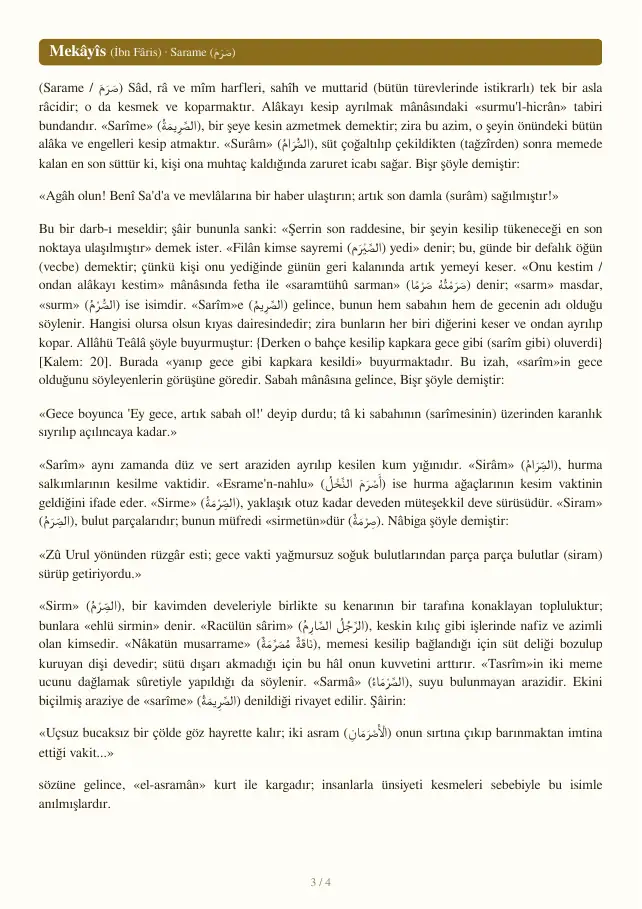 Mekâyîs (İbn Fâris) · Sarame (صَرَمَ)
(Sarame / صَرَمَ) Sâd, râ ve mîm harfleri, sahîh ve muttarid (bütün türevlerinde istikrarlı) tek bir asla
râcidir; o da kesmek ve koparmaktır. Alâkayı kesip ayrılmak mânâsındaki «surmu'l-hicrân» tabiri
bundandır. «Sarîme» (الصَّرِيمَةُ), bir şeye kesin azmetmek demektir; zira bu azim, o şeyin önündeki bütün
alâka ve engelleri kesip atmaktır. «Surâm» (الصُّرَامُ), süt çoğaltılıp çekildikten (tağzîrden) sonra memede
kalan en son süttür ki, kişi ona muhtaç kaldığında zaruret icabı sağar. Bişr şöyle demiştir:
«Agâh olun! Benî Sa'd'a ve mevlâlarına bir haber ulaştırın; artık son damla (surâm) sağılmıştır!»
Bu bir darb-ı meseldir; şâir bununla sanki: «Şerrin son raddesine, bir şeyin kesilip tükeneceği en son
noktaya ulaşılmıştır» demek ister. «Filân kimse sayremi (الصَّيْرَم) yedi» denir; bu, günde bir defalık öğün
(vecbe) demektir; çünkü kişi onu yediğinde günün geri kalanında artık yemeyi keser. «Onu kestim /
ondan alâkayı kestim» mânâsında fetha ile «saramtühû sarman» (صَرَمْتُهُ صَرْمًا) denir; «sarm» masdar,
«surm» (الصُّرْمُ) ise isimdir. «Sarîm»e (الصَّرِيمُ) gelince, bunun hem sabahın hem de gecenin adı olduğu
söylenir. Hangisi olursa olsun kıyas dairesindedir; zira bunların her biri diğerini keser ve ondan ayrılıp
kopar. Allâhü Teâlâ şöyle buyurmuştur: {Derken o bahçe kesilip kapkara gece gibi (sarîm gibi) oluverdi}
[Kalem: 20]. Burada «yanıp gece gibi kapkara kesildi» buyurmaktadır. Bu izah, «sarîm»in gece
olduğunu söyleyenlerin görüşüne göredir. Sabah mânâsına gelince, Bişr şöyle demiştir:
«Gece boyunca 'Ey gece, artık sabah ol!' deyip durdu; tâ ki sabahının (sarîmesinin) üzerinden karanlık
sıyrılıp açılıncaya kadar.»
«Sarîm» aynı zamanda düz ve sert araziden ayrılıp kesilen kum yığınıdır. «Sirâm» (الصِّرَامُ), hurma
salkımlarının kesilme vaktidir. «Esrame'n-nahlu» (أَصْرَمَ النَّخْلُ) ise hurma ağaçlarının kesim vaktinin
geldiğini ifade eder. «Sirme» (الصِّرْمَةُ), yaklaşık otuz kadar deveden müteşekkil deve sürüsüdür. «Siram»
(الصِّرَمُ), bulut parçalarıdır; bunun müfredi «sirmetün»dür (صِرْمَةٌ). Nâbiga şöyle demiştir:
«Zû Urul yönünden rüzgâr esti; gece vakti yağmursuz soğuk bulutlarından parça parça bulutlar (siram)
sürüp getiriyordu.»
«Sirm» (الصِّرْمُ), bir kavimden develeriyle birlikte su kenarının bir tarafına konaklayan topluluktur;
bunlara «ehlü sirmin» denir. «Racülün sârim» (الرَّجُلُ الصَّارِمُ), keskin kılıç gibi işlerinde nafiz ve azimli
olan kimsedir. «Nâkatün musarrame» (نَاقَةٌ مُصَرَّمَةٌ), memesi kesilip bağlandığı için süt deliği bozulup
kuruyan dişi devedir; sütü dışarı akmadığı için bu hâl onun kuvvetini arttırır. «Tasrîm»in iki meme
ucunu dağlamak sûretiyle yapıldığı da söylenir. «Sarmâ» (الصَّرْمَاءُ), suyu bulunmayan arazidir. Ekini
biçilmiş araziye de «sarîme» (الصَّرِيمَةُ) denildiği rivayet edilir. Şâirin:
«Uçsuz bucaksız bir çölde göz hayrette kalır; iki asram (الْأَصْرَمَانِ) onun sırtına çıkıp barınmaktan imtina
ettiği vakit...»
sözüne gelince, «el-asramân» kurt ile kargadır; insanlarla ünsiyeti kesmeleri sebebiyle bu isimle
anılmışlardır.
3 / 4